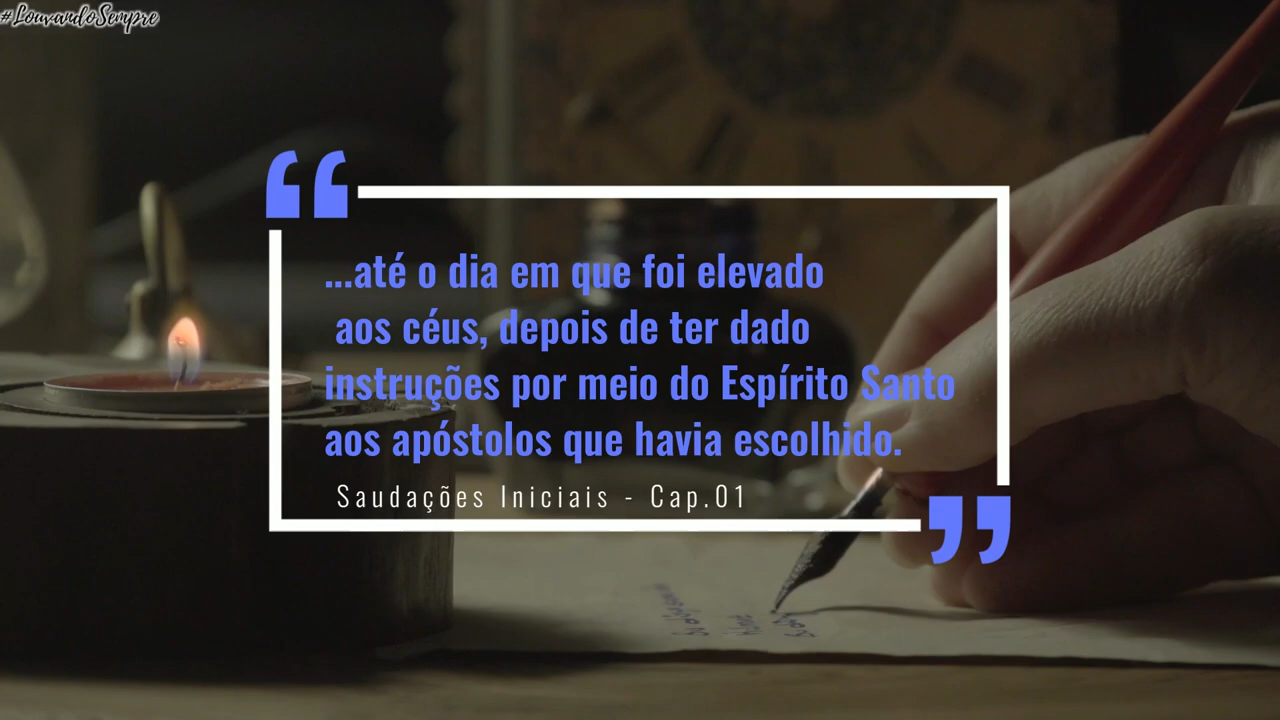 #LouvandoSempre
...até o dia em que foi elevado
aos céus, depois de ter dado
instruções por meio do Espírito Santo
aos apóstolos que havia escolhido.
Saudações Iniciais - Cap.01